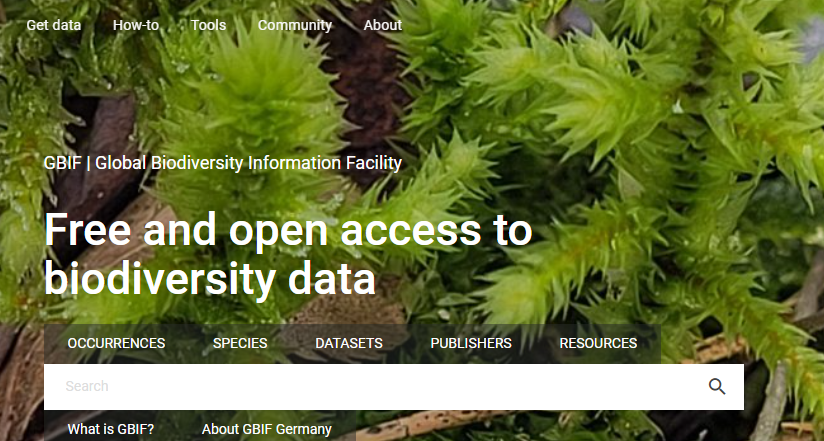 Get data How-to Tools Community About
GBIF | Global Biodiversity Information Facility
Free and open access to
biodiversity data
OCCURRENCES SPECIES DATASETS PUBLISHERS RESOURCES
Search
What is GBIF? About GBIF Germany